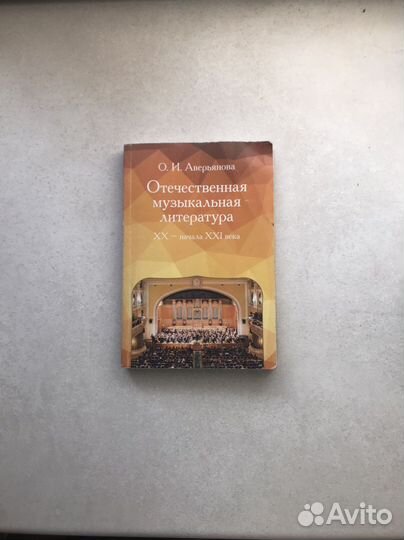 О. И. Аверьянова
Отечественная
музыкальная
литература
XX – начала XXI века
Avito